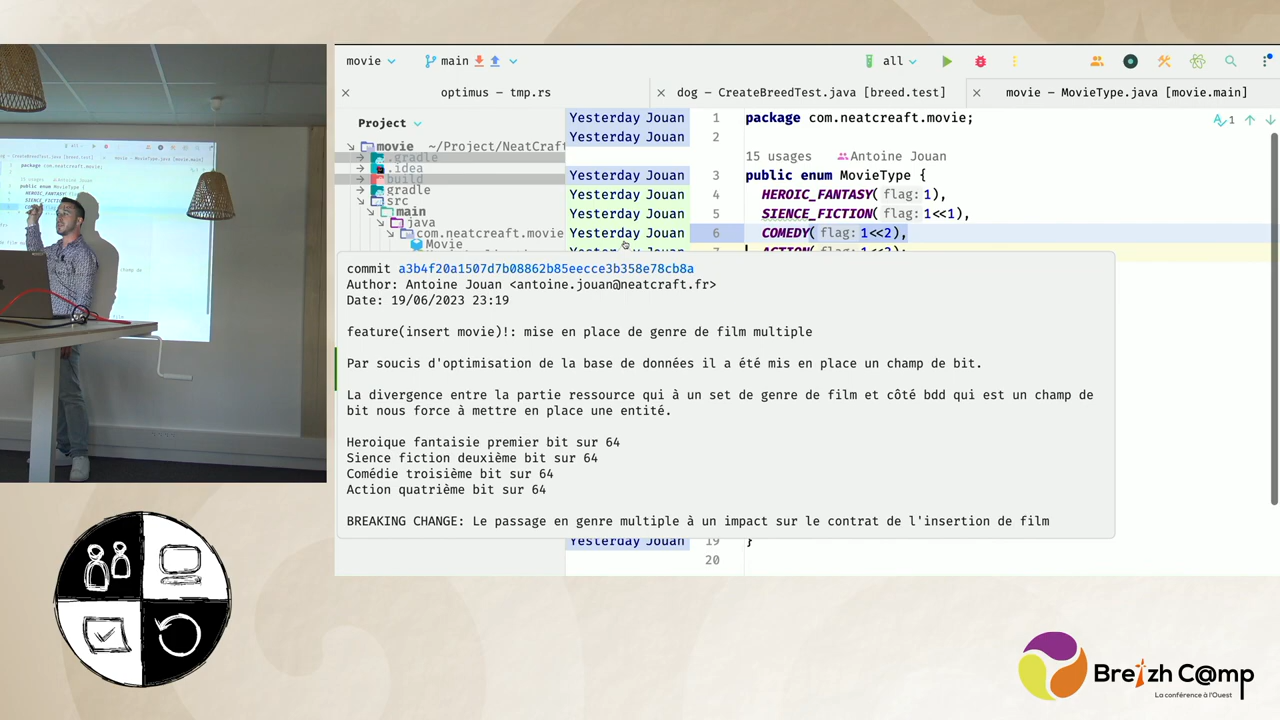 movie
main
all
optimus – tmp.rs
dog – CreateBreedTest.java [breed.test]
movie – MovieType.java [movie.main]
Project
movie ~/Project/NeatCraft
.gradle
.idea
build
gradle
src
main
java
com.neatcreaft.movie
Movie
Yesterday Jouan
Yesterday Jouan
Yesterday Jouan
Yesterday Jouan
Yesterday Jouan
Yesterday Jouan
1 package com.neatcreaft.movie;
2
15 usages Antoine Jouan
3 public enum MovieType {
4 HEROIC_FANTASY( flag: 1),
5 SIENCE_FICTION( flag: 1<<1),
6 COMEDY( flag: 1<<2),
1
commit a3b4f20a1507d7b08862b85eecce3b358e78cb8a
Author: Antoine Jouan <antoine.jouan@neatcraft.fr>
Date: 19/06/2023 23:19
feature(insert movie)!: mise en place de genre de film multiple
Par soucis d'optimisation de la base de données il a été mis en place un champ de bit.
La divergence entre la partie ressource qui à un set de genre de film et côté bdd qui est un champ de
bit nous force à mettre en place une entité.
Heroique fantaisie premier bit sur 64
Sience fiction deuxième bit sur 64
Comédie troisième bit sur 64
Action quatrième bit sur 64
BREAKING CHANGE: Le passage en genre multiple à un impact sur le contrat de l'insertion de film
Yesterday Jouan 19 }
20
Breizh C@mp
La conférence à l'Ouest